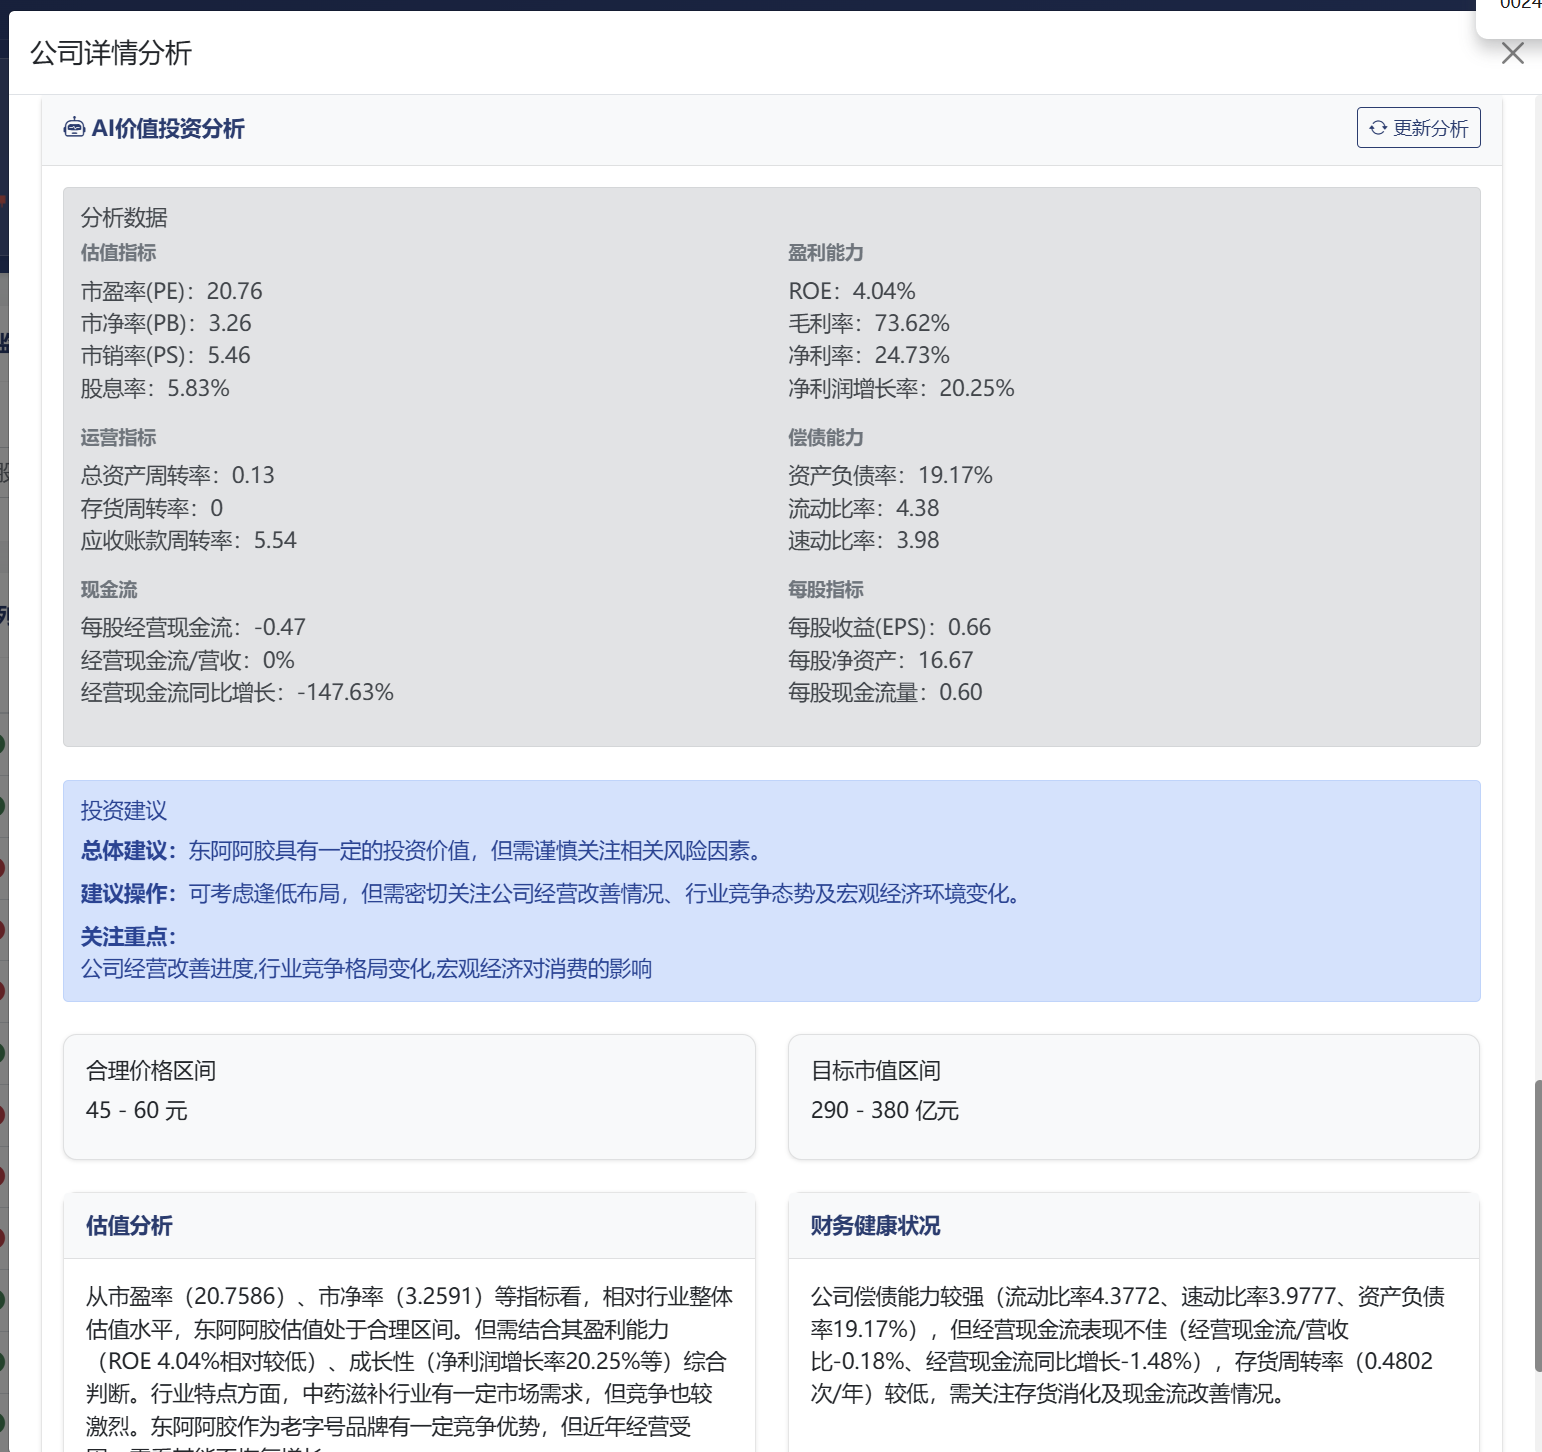 002
公司详情分析
AI价值投资分析
更新分析
分析数据
估值指标
市盈率(PE)：20.76
市净率(PB)：3.26
市销率(PS)：5.46
股息率：5.83%
盈利能力
ROE：4.04%
毛利率：73.62%
净利率：24.73%
净利润增长率：20.25%
运营指标
总资产周转率：0.13
存货周转率：0
应收账款周转率：5.54
偿债能力
资产负债率：19.17%
流动比率：4.38
速动比率：3.98
现金流
每股经营现金流：-0.47
经营现金流/营收：0%
经营现金流同比增长：-147.63%
每股指标
每股收益(EPS)：0.66
每股净资产：16.67
每股现金流量：0.60
投资建议
总体建议：东阿阿胶具有一定的投资价值，但需谨慎关注相关风险因素。
建议操作：可考虑逢低布局，但需密切关注公司经营改善情况、行业竞争态势及宏观经济环境变化。
关注重点：
公司经营改善进度,行业竞争格局变化,宏观经济对消费的影响
合理价格区间
45 - 60 元
目标市值区间
290 - 380 亿元
估值分析
从市盈率（20.7586）、市净率（3.2591）等指标看，相对行业整体
估值水平，东阿阿胶估值处于合理区间。但需结合其盈利能力
（ROE 4.04%相对较低）、成长性（净利润增长率20.25%等）综合
判断。行业特点方面，中药滋补行业有一定市场需求，但竞争也较
激烈。东阿阿胶作为老字号品牌有一定竞争优势，但近年经营受
财务健康状况
公司偿债能力较强（流动比率4.3772、速动比率3.9777、资产负债
率19.17%），但经营现金流表现不佳（经营现金流/营收
比-0.18%、经营现金流同比增长-1.48%），存货周转率（0.4802
次/年）较低，需关注存货消化及现金流改善情况。